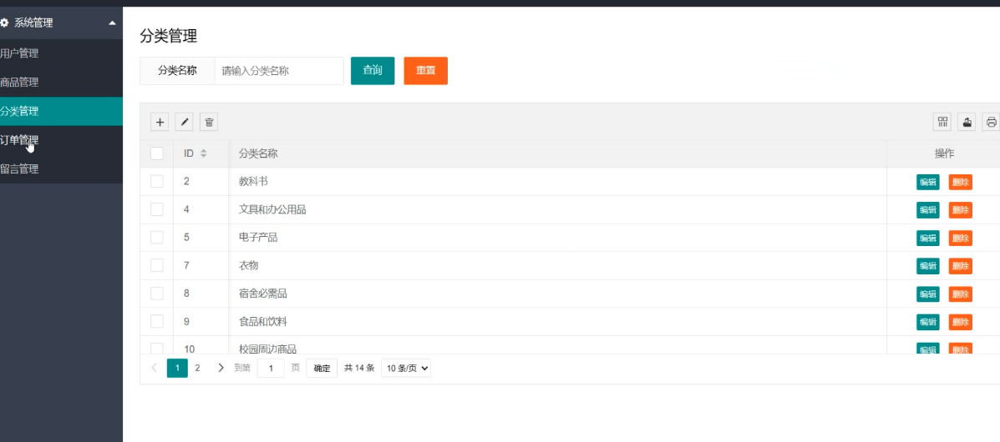 系统管理
用户管理
商品管理
分类管理
订单管理
留言管理
分类管理
分类名称 请输入分类名称 查询 重置
ID 分类名称 操作
2 教科书 编辑 删除
4 文具和办公用品 编辑 删除
5 电子产品 编辑 删除
7 衣物 编辑 删除
8 宿舍必需品 编辑 删除
9 食品和饮料 编辑 删除
10 校园周边商品 编辑 删除
1 2 到第 1 页 确定 共 14 条 10 条/页